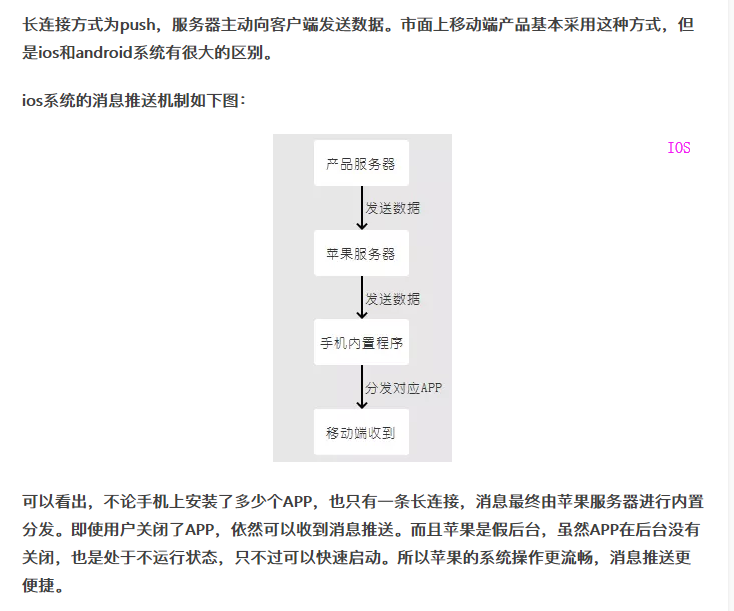 长连接方式为push，服务器主动向客户端发送数据。市面上移动端产品基本采用这种方式，但
是ios和android系统有很大的区别。
ios系统的消息推送机制如下图：
IOS
产品服务器
发送数据
苹果服务器
发送数据
手机内置程序
分发对应APP
移动端收到
可以看出，不论手机上安装了多少个APP，也只有一条长连接，消息最终由苹果服务器进行内置
分发。即使用户关闭了APP，依然可以收到消息推送。而且苹果是假后台，虽然APP在后台没有
关闭，也是处于不运行状态，只不过可以快速启动。所以苹果的系统操作更流畅，消息推送更
便捷。